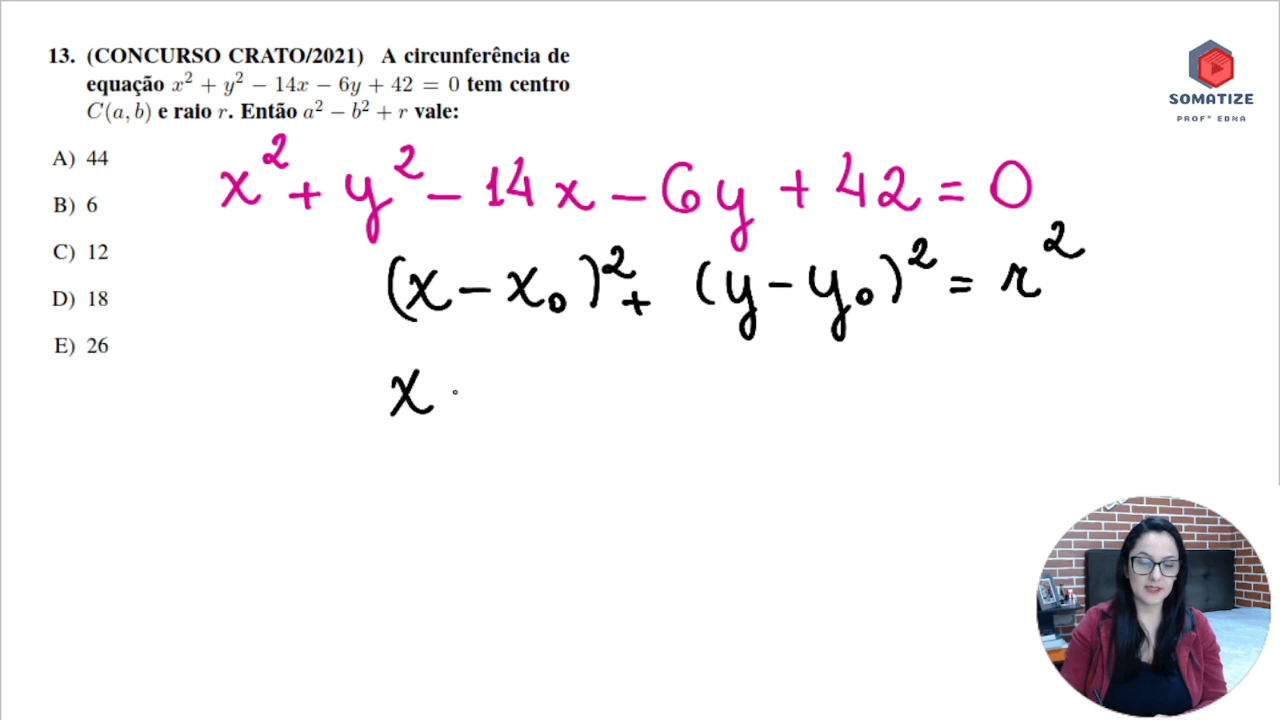 13. (CONCURSO CRATO/2021) A circunferência de
equação x² + y² − 14x − 6y + 42 = 0 tem centro
C(a, b) e raio r. Então a² − b² + r vale:
A) 44
B) 6
C) 12
D) 18
E) 26
x² + y² − 14x − 6y + 42 = 0
(x − x₀)² + (y − y₀)² = r²
x
SOMATIZE
PROFª EDNA